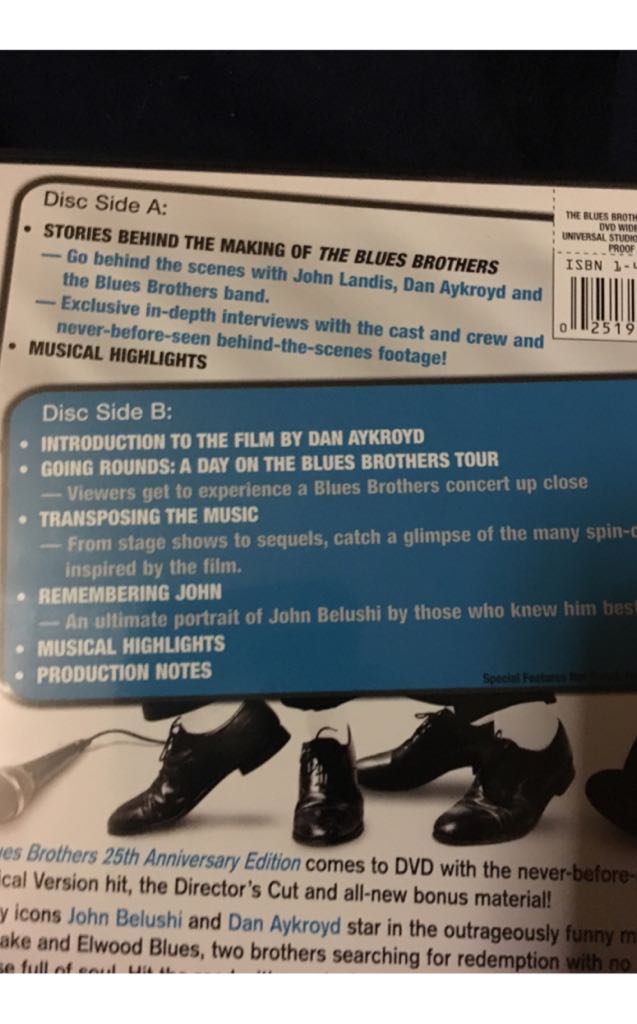 Disc Side A:
• STORIES BEHIND THE MAKING OF THE BLUES BROTHERS
— Go behind the scenes with John Landis, Dan Aykroyd and
the Blues Brothers band.
— Exclusive in-depth interviews with the cast and crew and
never-before-seen behind-the-scenes footage!
• MUSICAL HIGHLIGHTS
THE BLUES BROTH
DVD WIDE
UNIVERSAL STUDIO
PROOF
ISBN 1-
0 2519
Disc Side B:
• INTRODUCTION TO THE FILM BY DAN AYKROYD
• GOING ROUNDS: A DAY ON THE BLUES BROTHERS TOUR
— Viewers get to experience a Blues Brothers concert up close
• TRANSPOSING THE MUSIC
— From stage shows to sequels, catch a glimpse of the many spin-
inspired by the film.
• REMEMBERING JOHN
— An ultimate portrait of John Belushi by those who knew him bes
• MUSICAL HIGHLIGHTS
• PRODUCTION NOTES
Special Features
ues Brothers 25th Anniversary Edition comes to DVD with the never-before-
ical Version hit, the Director's Cut and all-new bonus material!
y icons John Belushi and Dan Aykroyd star in the outrageously funny m
ake and Elwood Blues, two brothers searching for redemption with no
se full of soul. Hit the